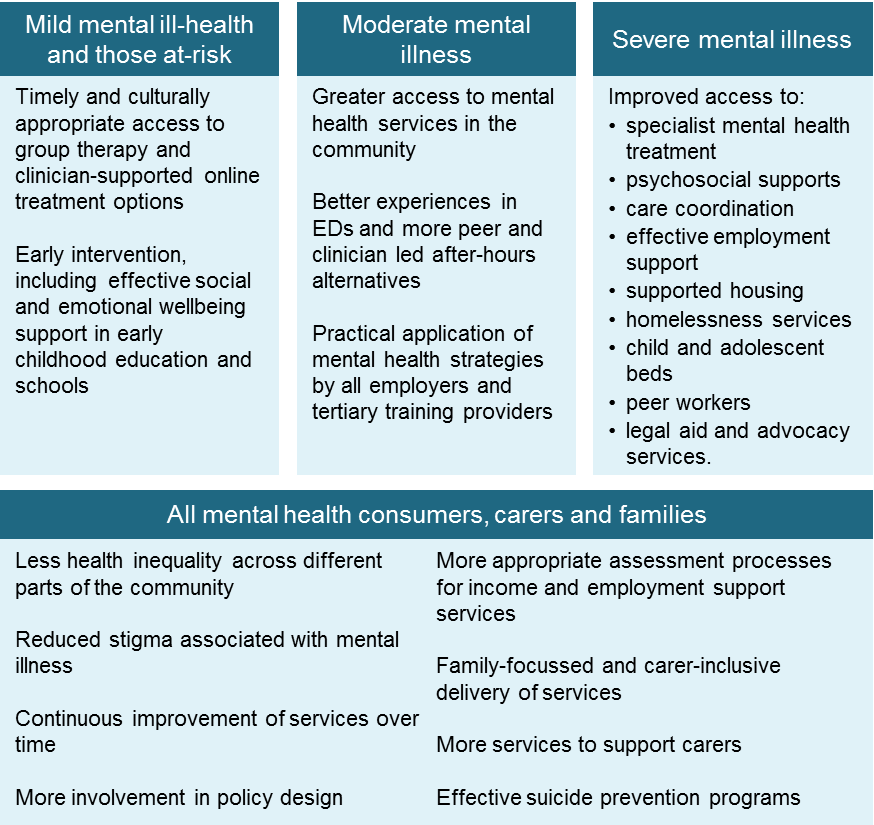 Mild mental ill-health
and those at-risk
Timely and culturally
appropriate access to
group therapy and
clinician-supported online
treatment options
Early intervention,
including effective social
and emotional wellbeing
support in early
childhood education and
schools
Moderate mental
illness
Greater access to mental
health services in the
community
Better experiences in
EDs and more peer and
clinician led after-hours
alternatives
Practical application of
mental health strategies
by all employers and
tertiary training providers
Severe mental illness
Improved access to:
• specialist mental health
treatment
• psychosocial supports
• care coordination
• effective employment
support
• supported housing
• homelessness services
• child and adolescent
beds
• peer workers
• legal aid and advocacy
services.
All mental health consumers, carers and families
Less health inequality across different
parts of the community
Reduced stigma associated with mental
illness
Continuous improvement of services over
time
More involvement in policy design
More appropriate assessment processes
for income and employment support
services
Family-focussed and carer-inclusive
delivery of services
More services to support carers
Effective suicide prevention programs